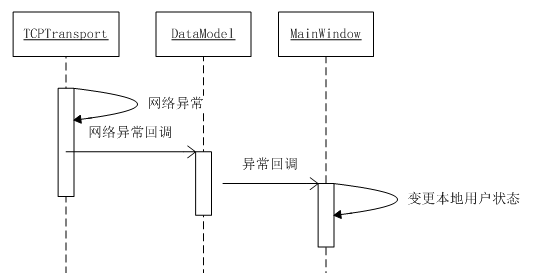 TCPTransport
DataModel
MainWindow
网络异常
网络异常回调
异常回调
变更本地用户状态